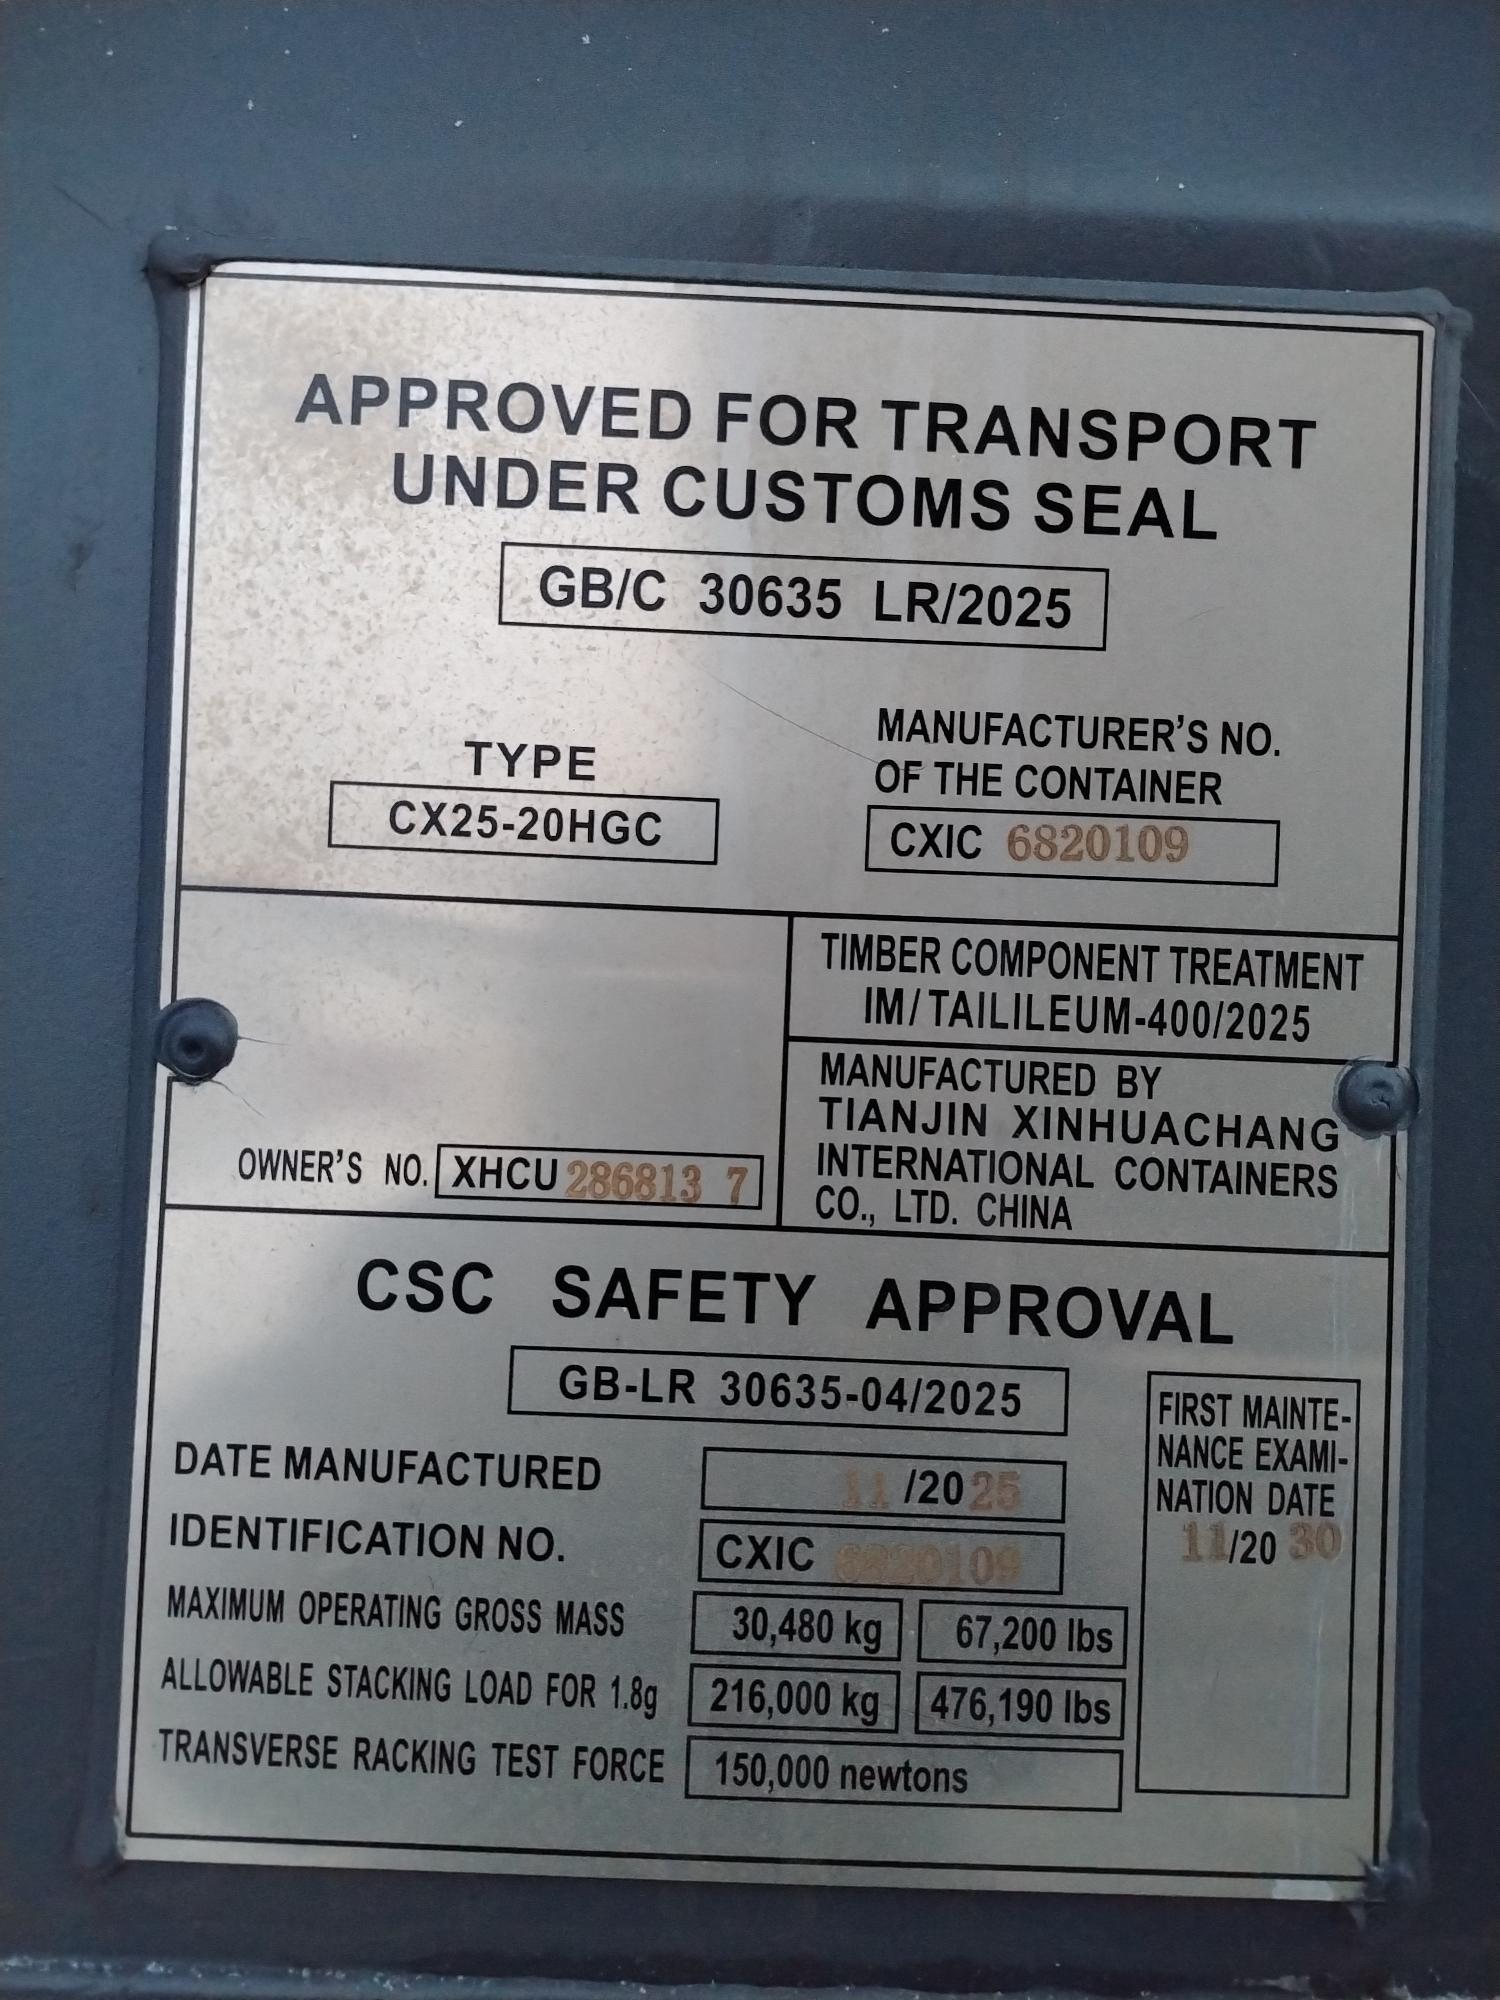 APPROVED FOR TRANSPORT
UNDER CUSTOMS SEAL
GB/C 30635 LR/2025
TYPE
CX25-20HGC
MANUFACTURER'S NO.
OF THE CONTAINER
CXIC 6820109
TIMBER COMPONENT TREATMENT
IM/TAILILEUM-400/2025
MANUFACTURED BY
TIANJIN XINHUACHANG
INTERNATIONAL CONTAINERS
CO., LTD. CHINA
OWNER'S NO. XHCU 286813 7
CSC SAFETY APPROVAL
GB-LR 30635-04/2025
DATE MANUFACTURED 11/2025
IDENTIFICATION NO. CXIC 6820109
MAXIMUM OPERATING GROSS MASS 30,480 kg 67,200 lbs
ALLOWABLE STACKING LOAD FOR 1.8g 216,000 kg 476,190 lbs
TRANSVERSE RACKING TEST FORCE 150,000 newtons
FIRST MAINTE-
NANCE EXAMI-
NATION DATE
11/20 30